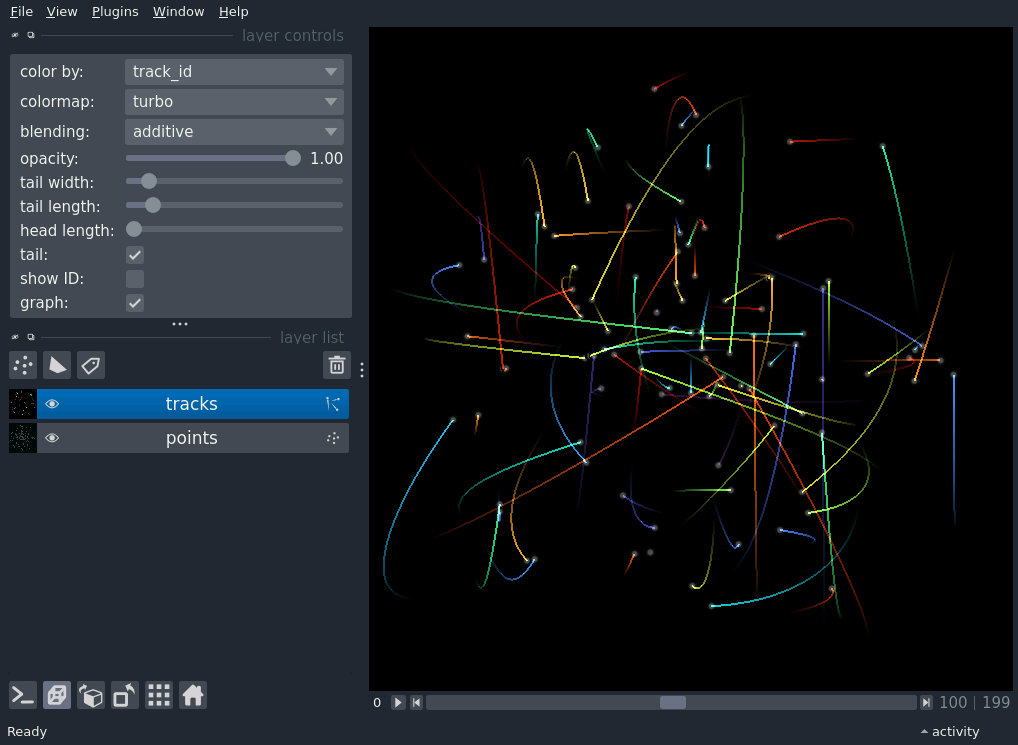 File View Plugins Window Help
layer controls
color by: track_id
colormap: turbo
blending: additive
opacity: 1.00
tail width:
tail length:
head length:
tail:
show ID:
graph:
layer list
tracks
points
0 100 | 199
Ready activity